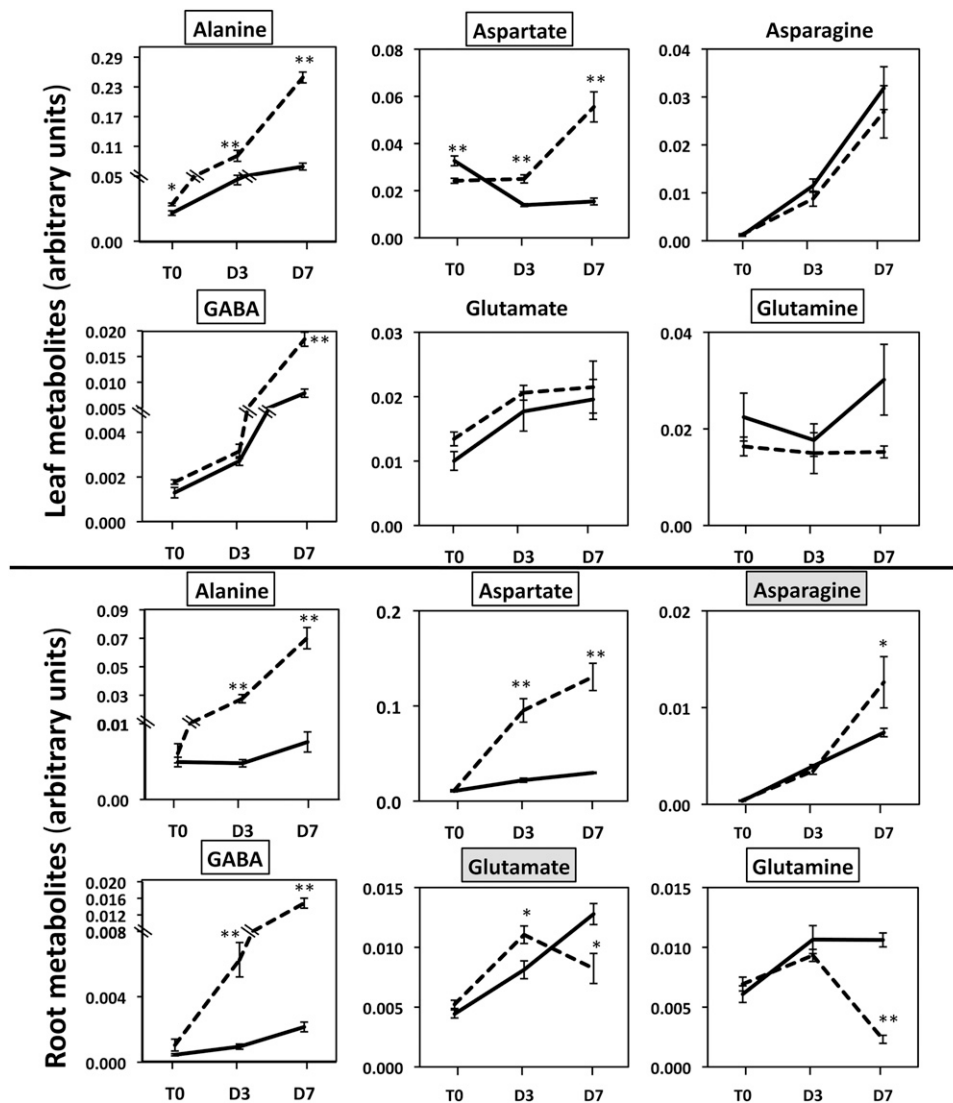 Leaf metabolites (arbitrary units)
Alanine
0.29
0.23
0.17
0.11
0.05
0.00
*
**
**
T0 D3 D7
Aspartate
0.08
0.06
0.04
0.02
0.00
**
**
**
T0 D3 D7
Asparagine
0.04
0.03
0.02
0.01
0.00
T0 D3 D7
GABA
0.020
0.015
0.010
0.005
0.004
0.002
0.000
**
T0 D3 D7
Glutamate
0.03
0.02
0.01
0.00
T0 D3 D7
Glutamine
0.04
0.02
0.00
T0 D3 D7
Root metabolites (arbitrary units)
Alanine
0.09
0.07
0.05
0.03
0.01
0.00
**
**
T0 D3 D7
Aspartate
0.2
0.1
0.0
**
**
T0 D3 D7
Asparagine
0.02
0.01
0.00
*
T0 D3 D7
GABA
0.020
0.016
0.012
0.008
0.004
0.000
**
**
T0 D3 D7
Glutamate
0.015
0.010
0.005
0.000
*
*
T0 D3 D7
Glutamine
0.015
0.010
0.005
0.000
**
T0 D3 D7